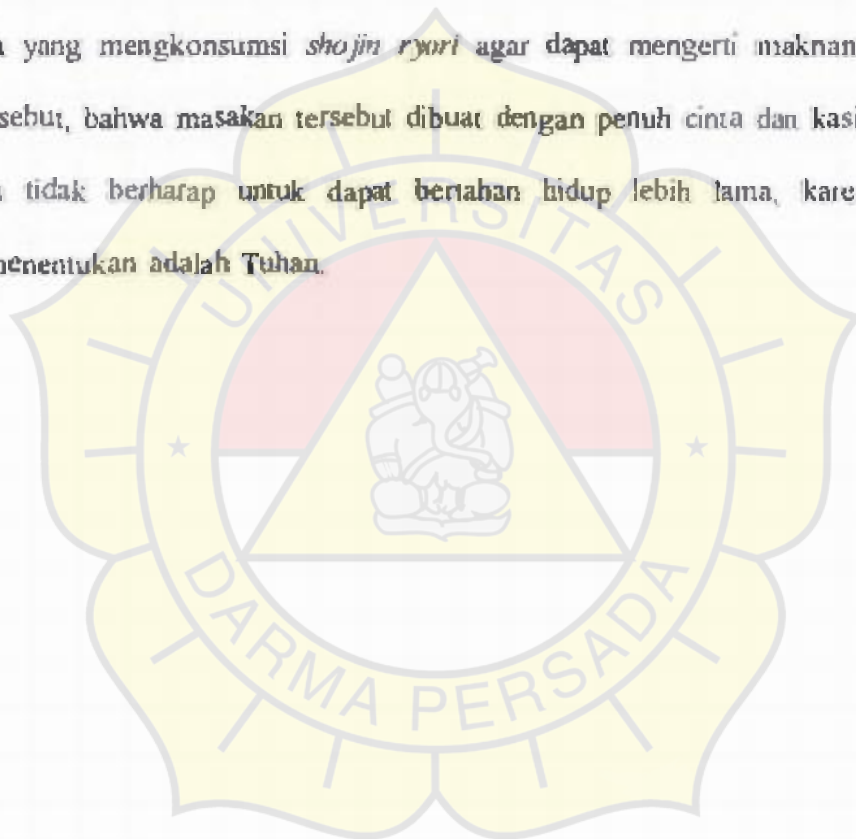 yang mengkonsumsi shojin ryori agar dapat mengerti maknan
sebut, bahwa masakan tersebut dibuat dengan penuh cinta dan kasi
tidak berharap untuk dapat bertahan hidup lebih lama, kare
menentukan adalah Tuhan.
UNIVERSITAS
DARMA PERSADA